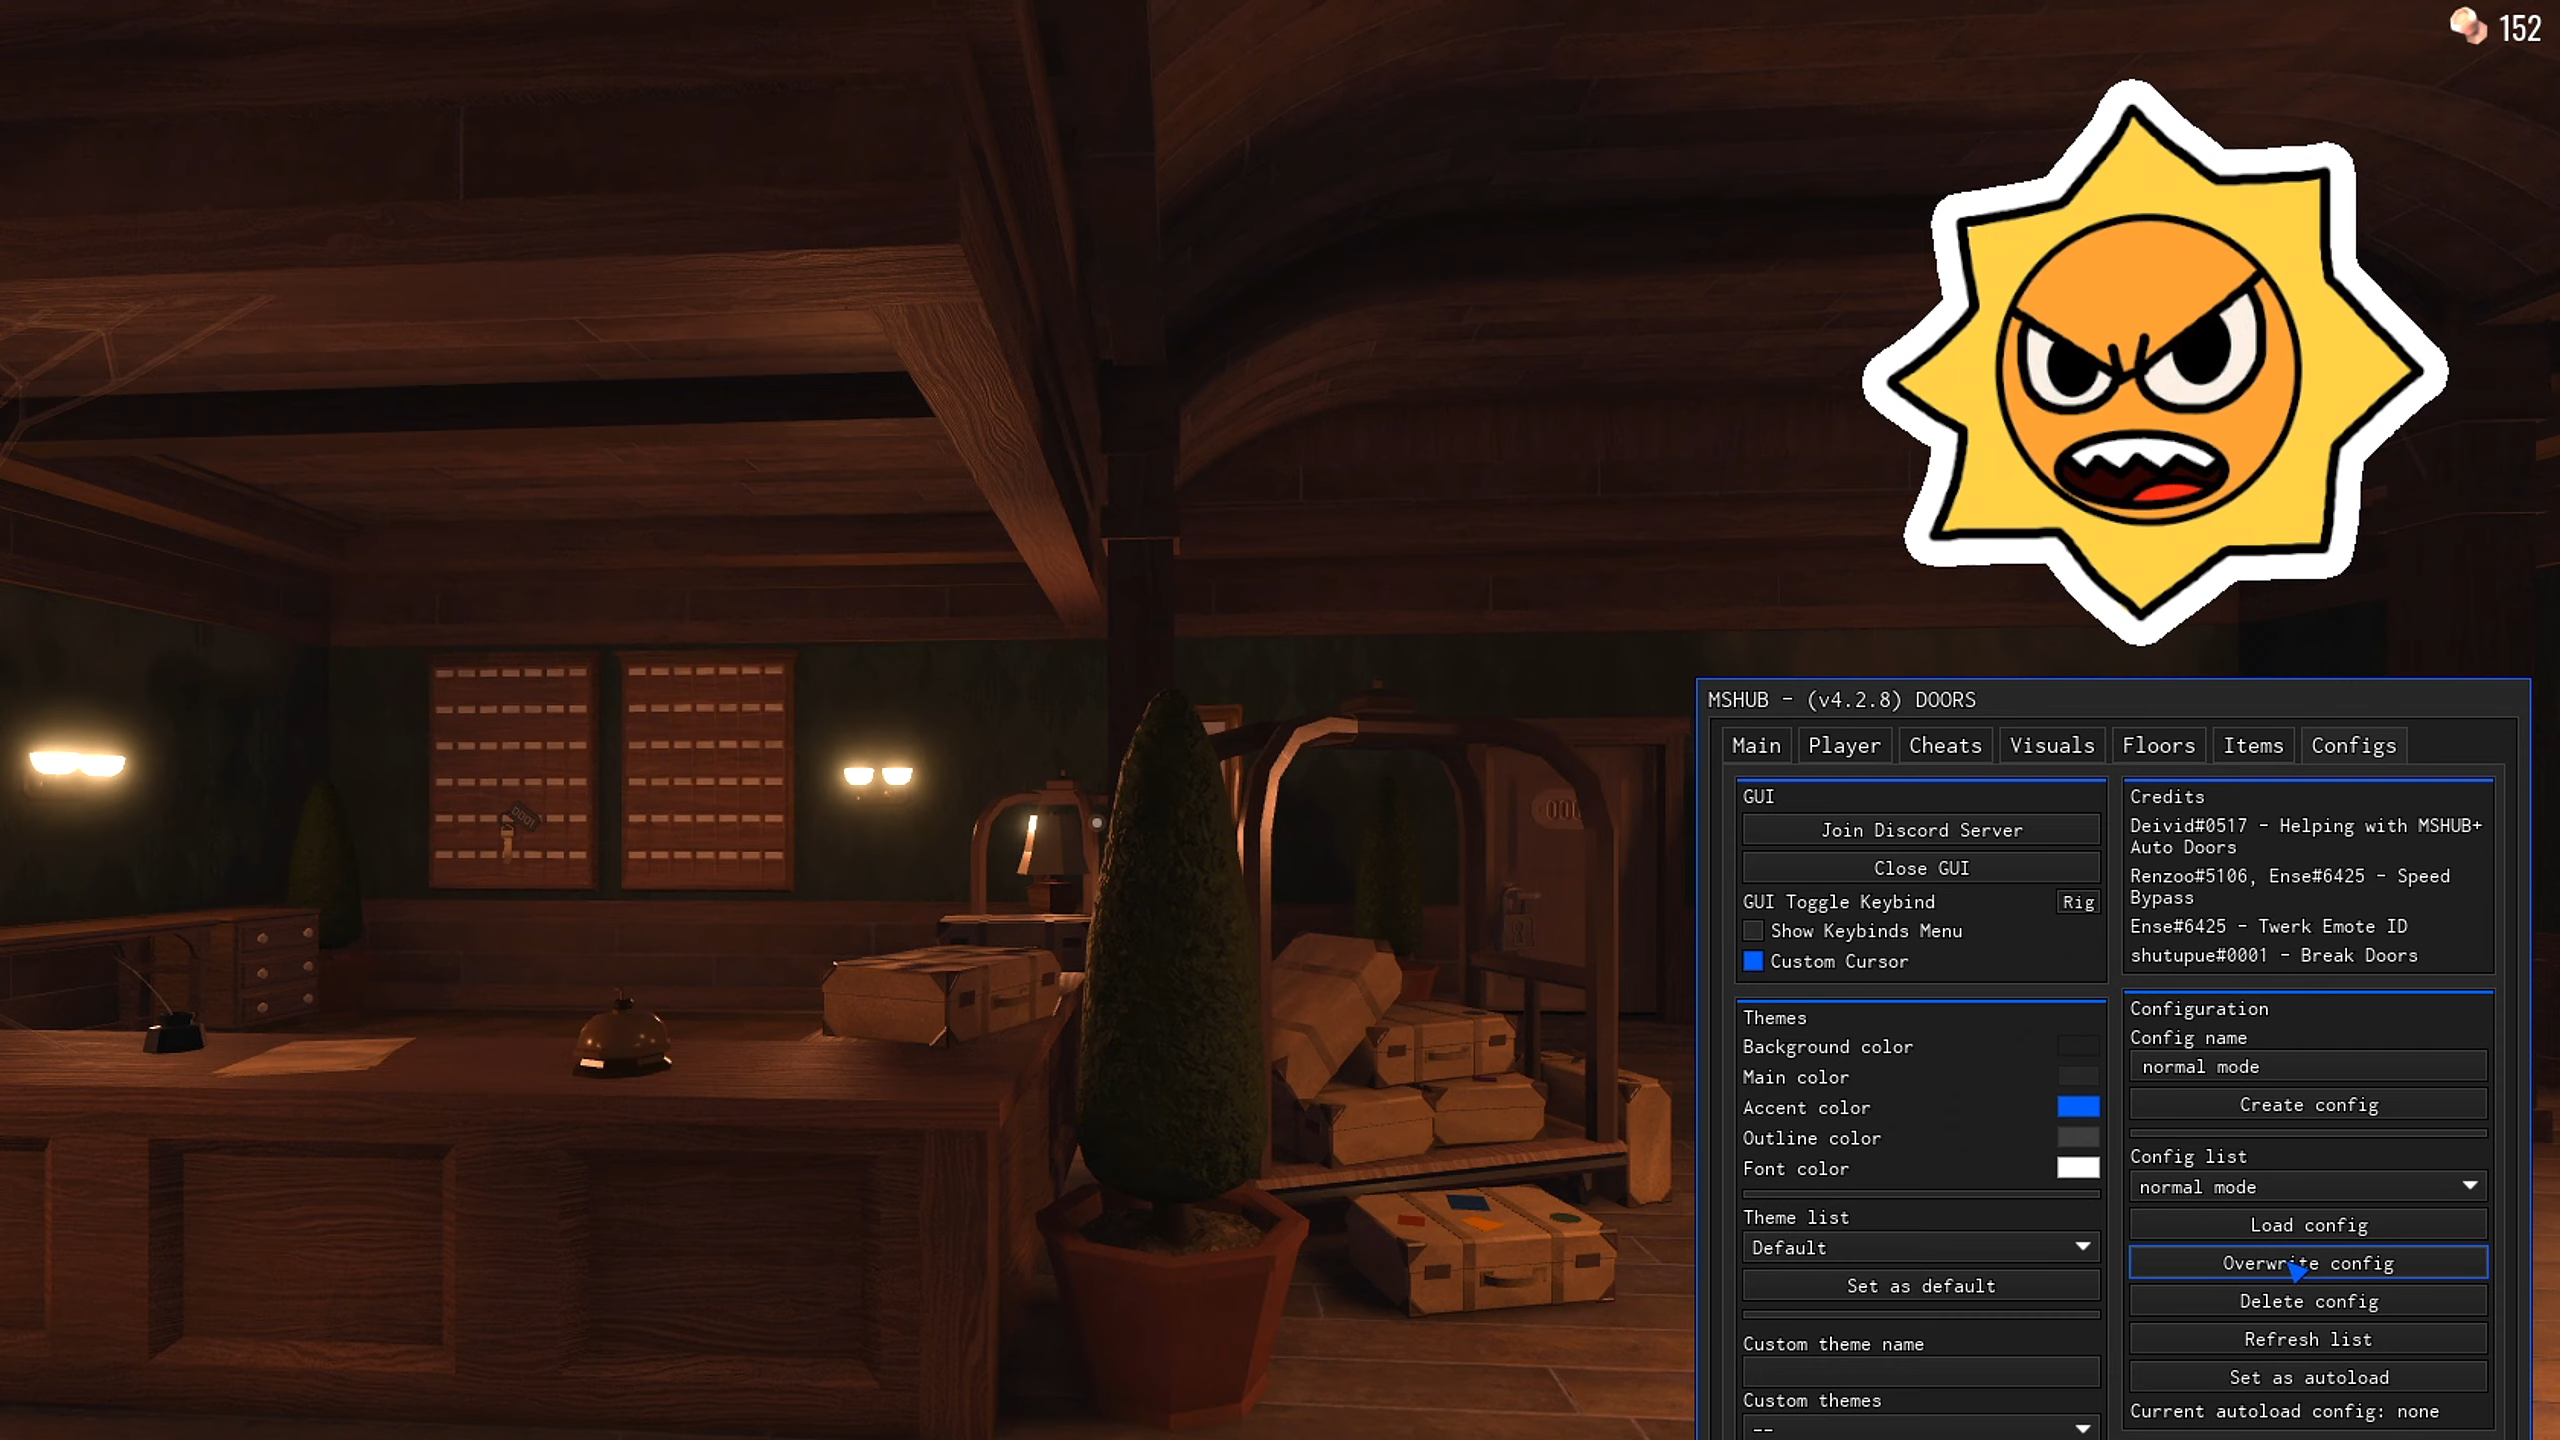 152
MSHUB - (v4.2.8) DOORS
Main Player Cheats Visuals Floors Items Configs
GUI
Join Discord Server
Close GUI
GUI Toggle Keybind Rig
Show Keybinds Menu
Custom Cursor
Themes
Background color
Main color
Accent color
Outline color
Font color
Theme list
Default
Set as default
Custom theme name
Custom themes
--
Credits
Deivid#0517 - Helping with MSHUB+
Auto Doors
Renzoo#5106, Ense#6425 - Speed
Bypass
Ense#6425 - Twerk Emote ID
shutupue#0001 - Break Doors
Configuration
Config name
normal mode
Create config
Config list
normal mode
Load config
Overwrite config
Delete config
Refresh list
Set as autoload
Current autoload config: none